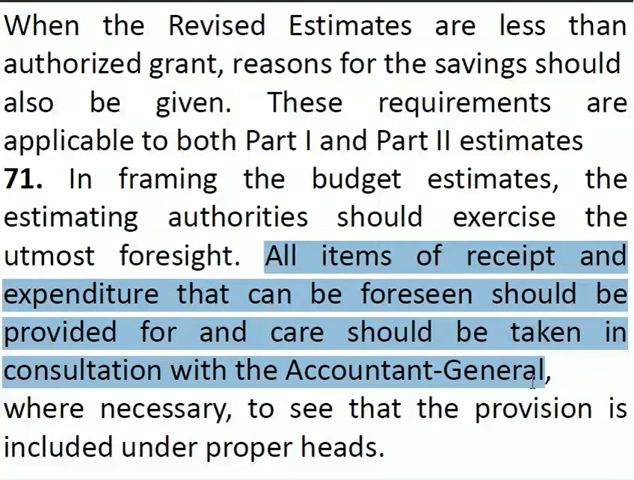 When the Revised Estimates are less than
authorized grant, reasons for the savings should
also be given. These requirements are
applicable to both Part I and Part II estimates
71. In framing the budget estimates, the
estimating authorities should exercise the
utmost foresight. All items of receipt and
expenditure that can be foreseen should be
provided for and care should be taken in
consultation with the Accountant-General,
where necessary, to see that the provision is
included under proper heads.